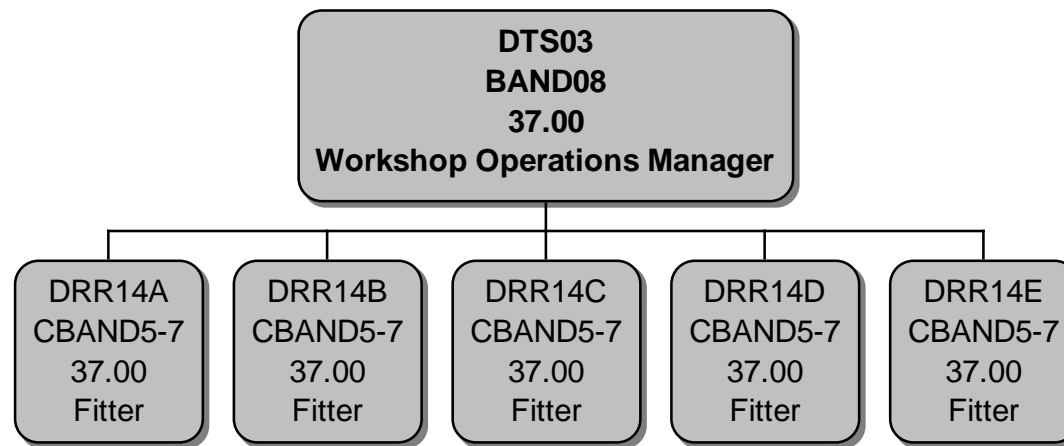 DTS03
BAND08
37.00
Workshop Operations Manager
DRR14A
CBAND5-7
37.00
Fitter
DRR14B
CBAND5-7
37.00
Fitter
DRR14C
CBAND5-7
37.00
Fitter
DRR14D
CBAND5-7
37.00
Fitter
DRR14E
CBAND5-7
37.00
Fitter